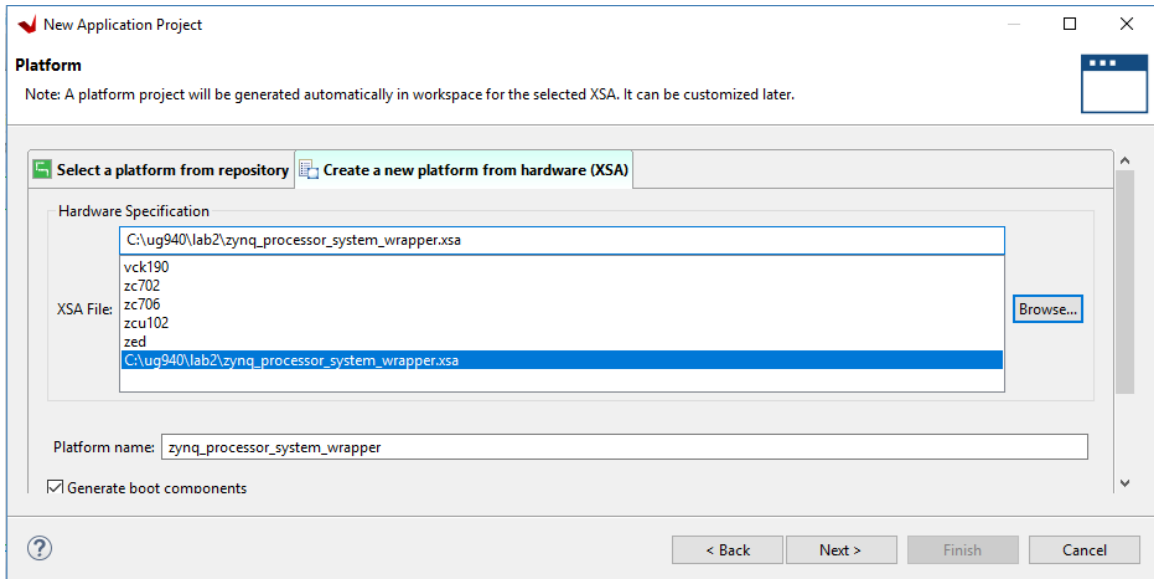 New Application Project
Platform
Note: A platform project will be generated automatically in workspace for the selected XSA. It can be customized later.
Select a platform from repository Create a new platform from hardware (XSA)
Hardware Specification
C:\ug940\lab2\zynq_processor_system_wrapper.xsa
vck190
zc702
XSA File: zc706 Browse...
zcu102
zed
C:\ug940\lab2\zynq_processor_system_wrapper.xsa
Platform name: zynq_processor_system_wrapper
Generate boot components
? < Back Next > Finish Cancel